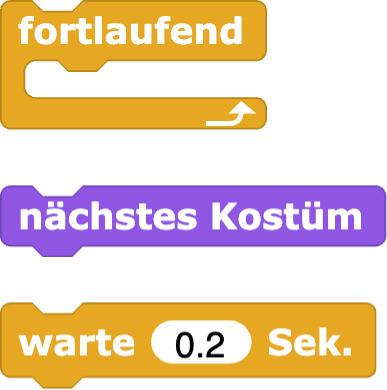 fortlaufend
nächstes Kostüm
warte 0.2 Sek.